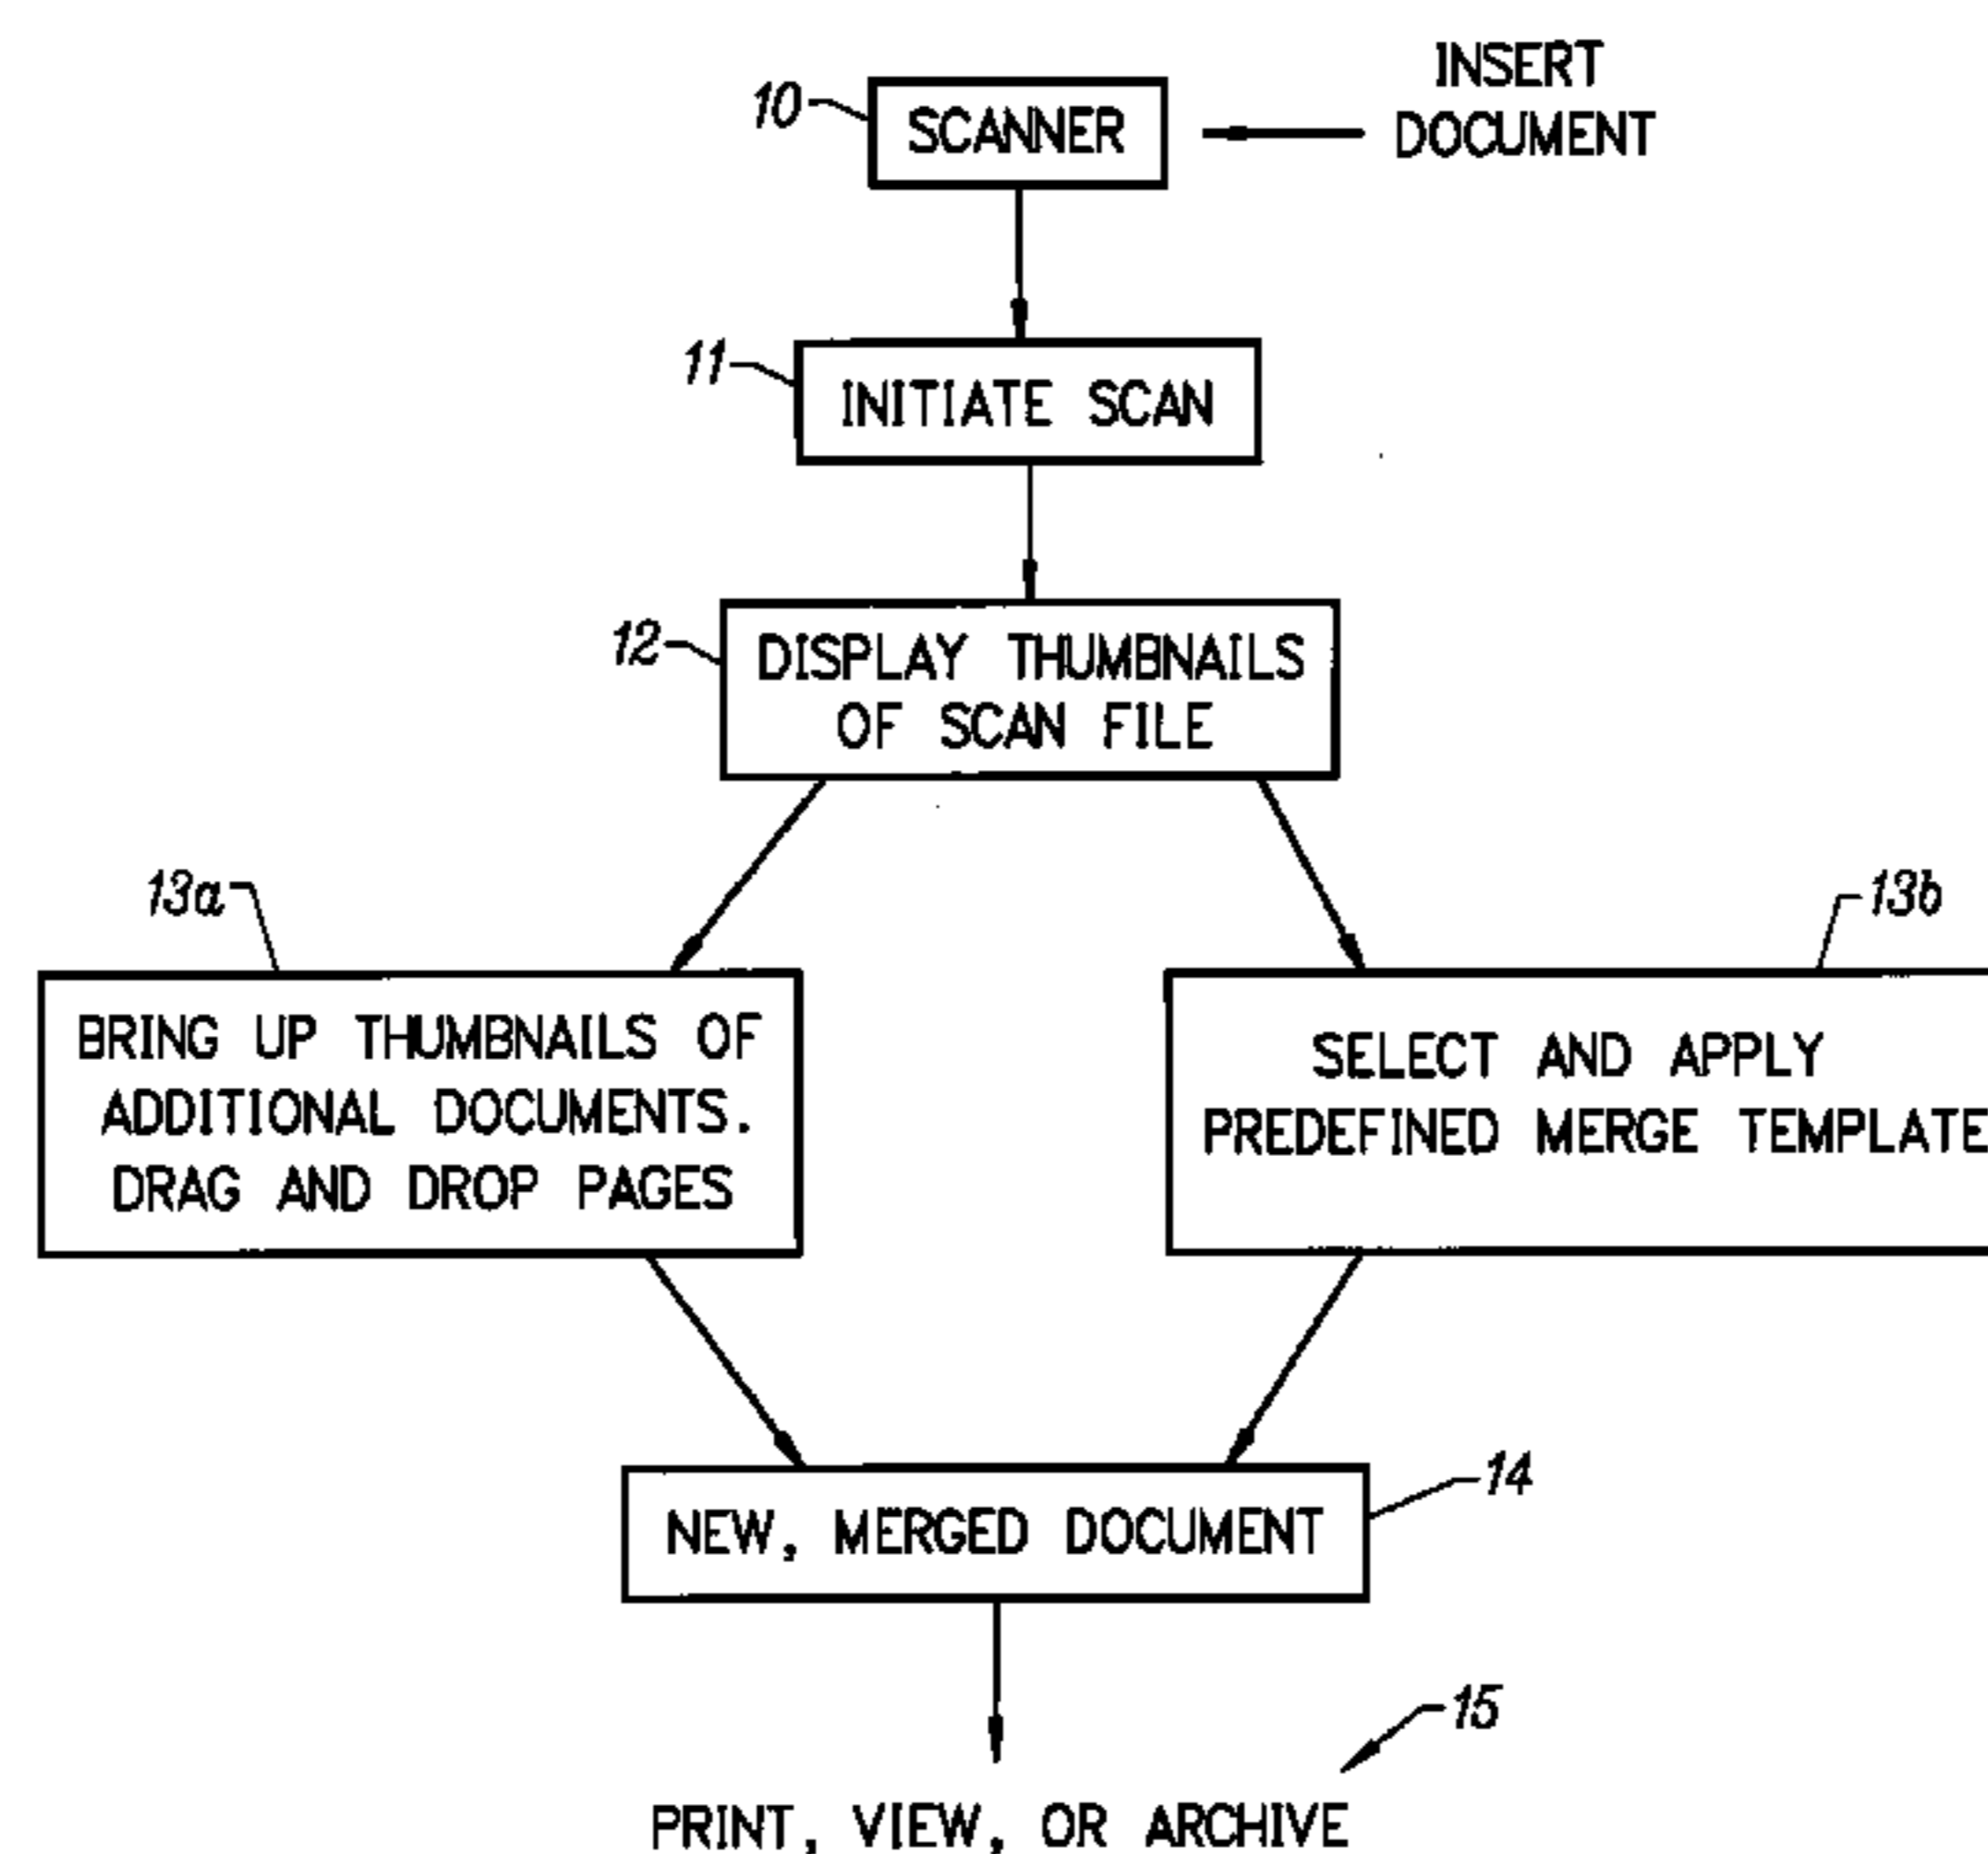 INSERT
DOCUMENT
10
SCANNER
11
INITIATE SCAN
12
DISPLAY THUMBNAILS
OF SCAN FILE
13a
BRING UP THUMBNAILS OF
ADDITIONAL DOCUMENTS.
DRAG AND DROP PAGES
13b
SELECT AND APPLY
PREDEFINED MERGE TEMPLATE
14
NEW, MERGED DOCUMENT
15
PRINT, VIEW, OR ARCHIVE